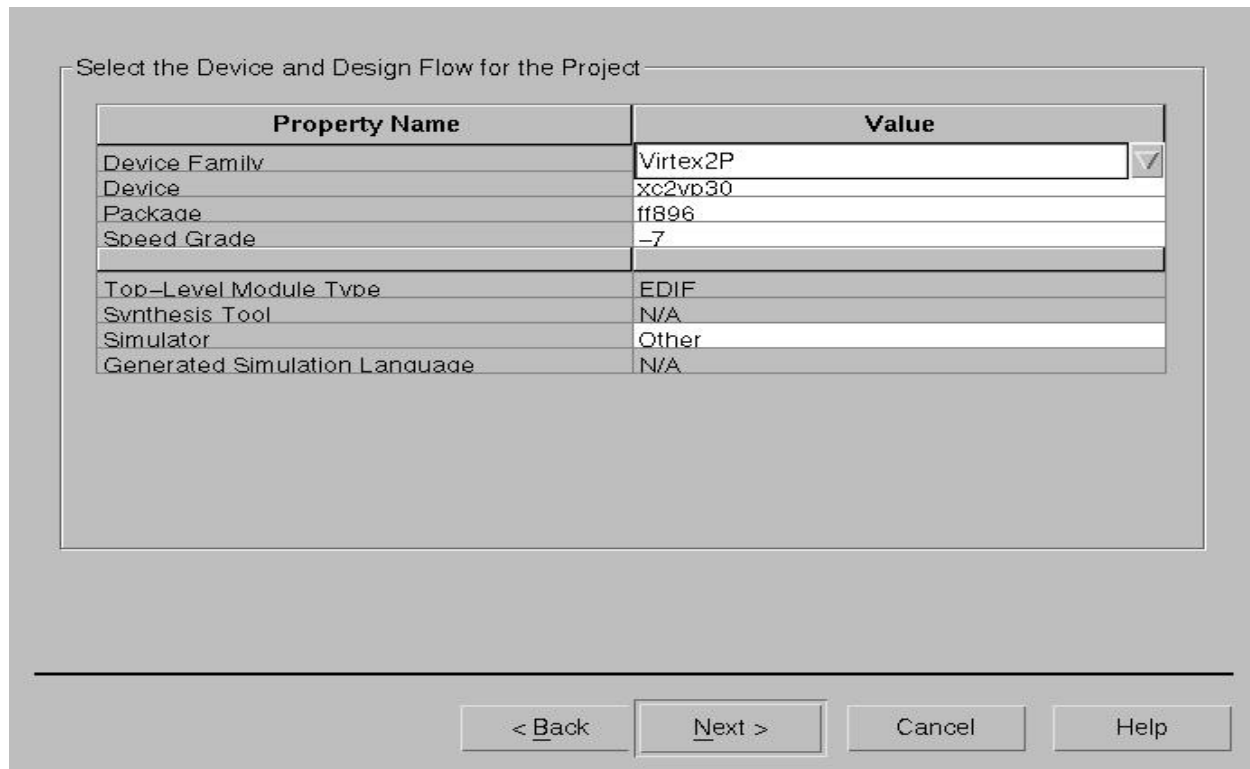 Select the Device and Design Flow for the Project
Property Name Value
Device Family Virtex2P
Device xc2vp30
Package ff896
Speed Grade -7
Top-Level Module Type EDIF
Synthesis Tool N/A
Simulator Other
Generated Simulation Language N/A
< Back Next > Cancel Help